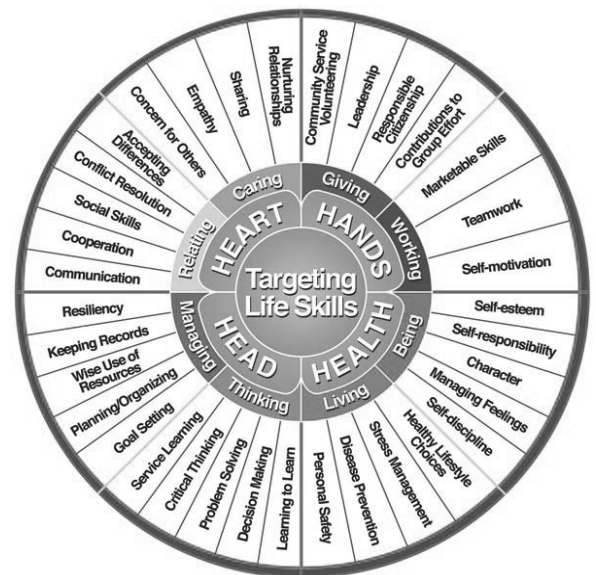 Targeting
Life Skills
HEART
HANDS
HEALTH
HEAD
Relating
Caring
Giving
Working
Being
Living
Thinking
Managing
Communication
Cooperation
Social Skills
Conflict Resolution
Accepting
Differences
Concern for Others
Empathy
Sharing
Nurturing
Relationships
Community Service
Volunteering
Leadership
Responsible
Citizenship
Contributions to
Group Effort
Marketable Skills
Teamwork
Self-motivation
Self-esteem
Self-responsibility
Character
Managing Feelings
Self-discipline
Healthy Lifestyle
Choices
Stress Management
Disease Prevention
Personal Safety
Learning to Learn
Decision Making
Problem Solving
Critical Thinking
Service Learning
Goal Setting
Planning/Organizing
Wise Use of
Resources
Keeping Records
Resiliency